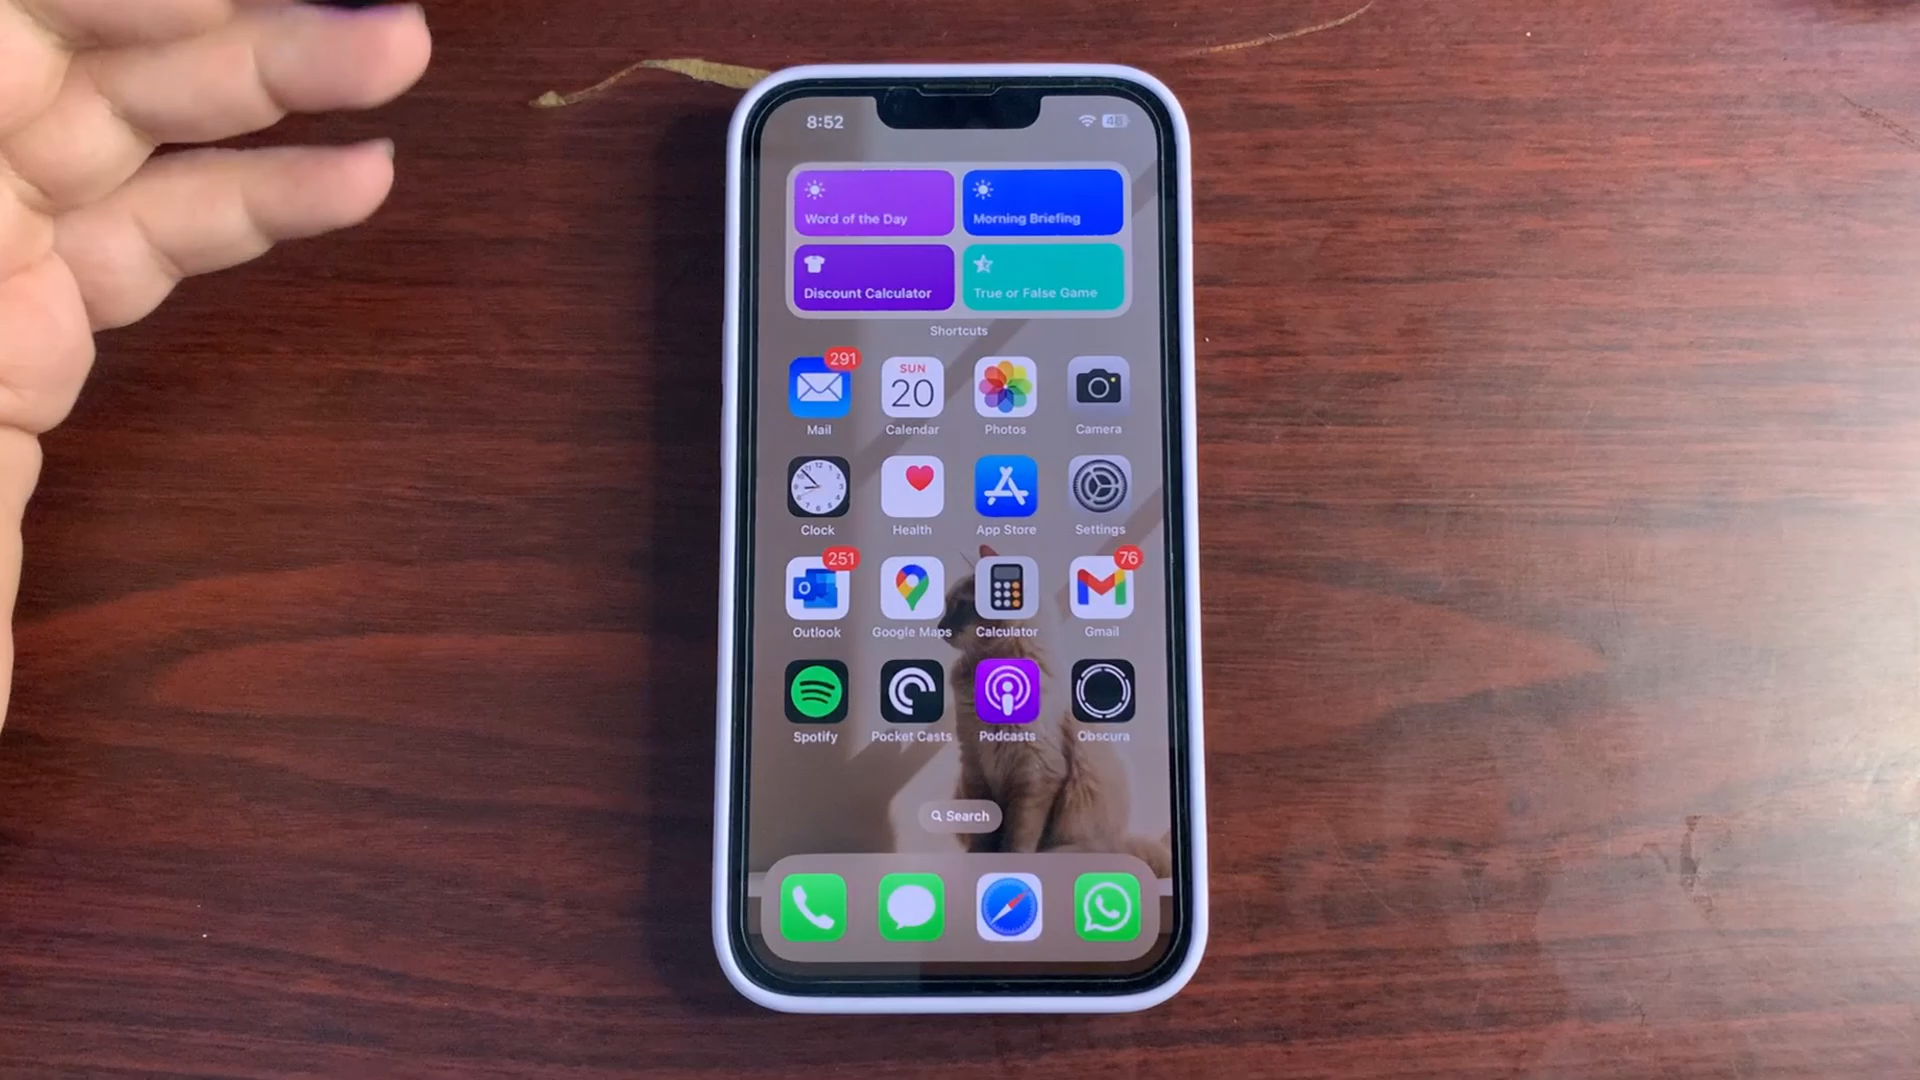 8:52
48
Word of the Day
Morning Briefing
Discount Calculator
True or False Game
Shortcuts
291
SUN
20
Mail
Calendar
Photos
Camera
Clock
Health
App Store
Settings
251
76
Outlook
Google Maps
Calculator
Gmail
Spotify
Pocket Casts
Podcasts
Obscura
Search